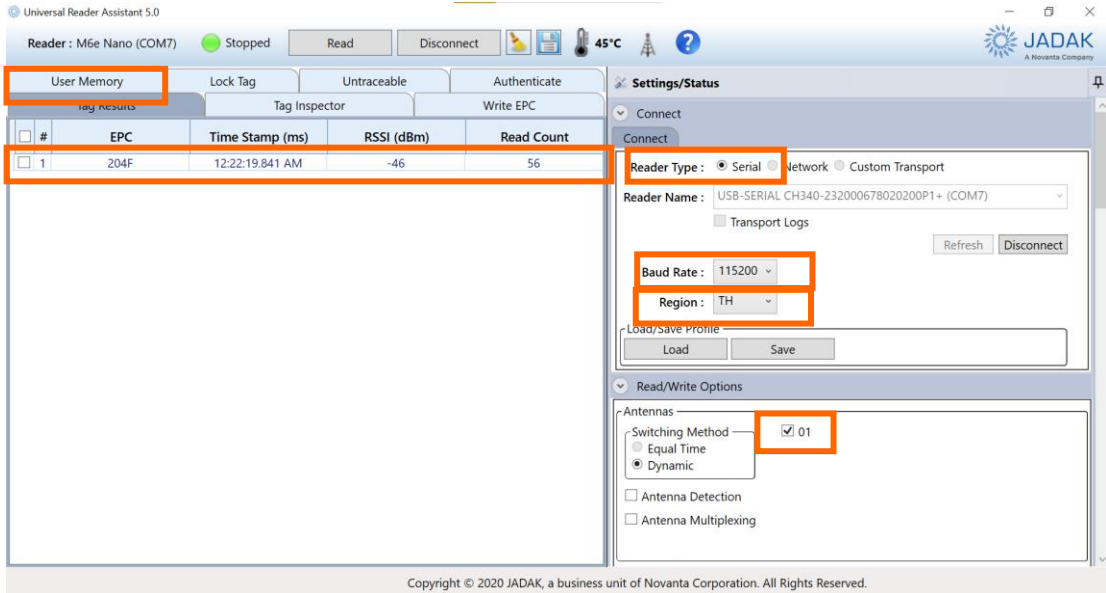 Universal Reader Assistant 5.0
Reader : M6e Nano (COM7) Stopped Read Disconnect 45°C ? JADAK
A Novanta Company
User Memory Lock Tag Untraceable Authenticate
Tag Results Tag Inspector Write EPC
# EPC Time Stamp (ms) RSSI (dBm) Read Count
1 204F 12:22:19.841 AM -46 56
Settings/Status
Connect
Connect
Reader Type : Serial Network Custom Transport
Reader Name : USB-SERIAL CH340-232000678020200P1+ (COM7)
Transport Logs
Refresh Disconnect
Baud Rate : 115200
Region : TH
Load/Save Profile
Load Save
Read/Write Options
Antennas
Switching Method 01
Equal Time
Dynamic
Antenna Detection
Antenna Multiplexing
Copyright © 2020 JADAK, a business unit of Novanta Corporation. All Rights Reserved.